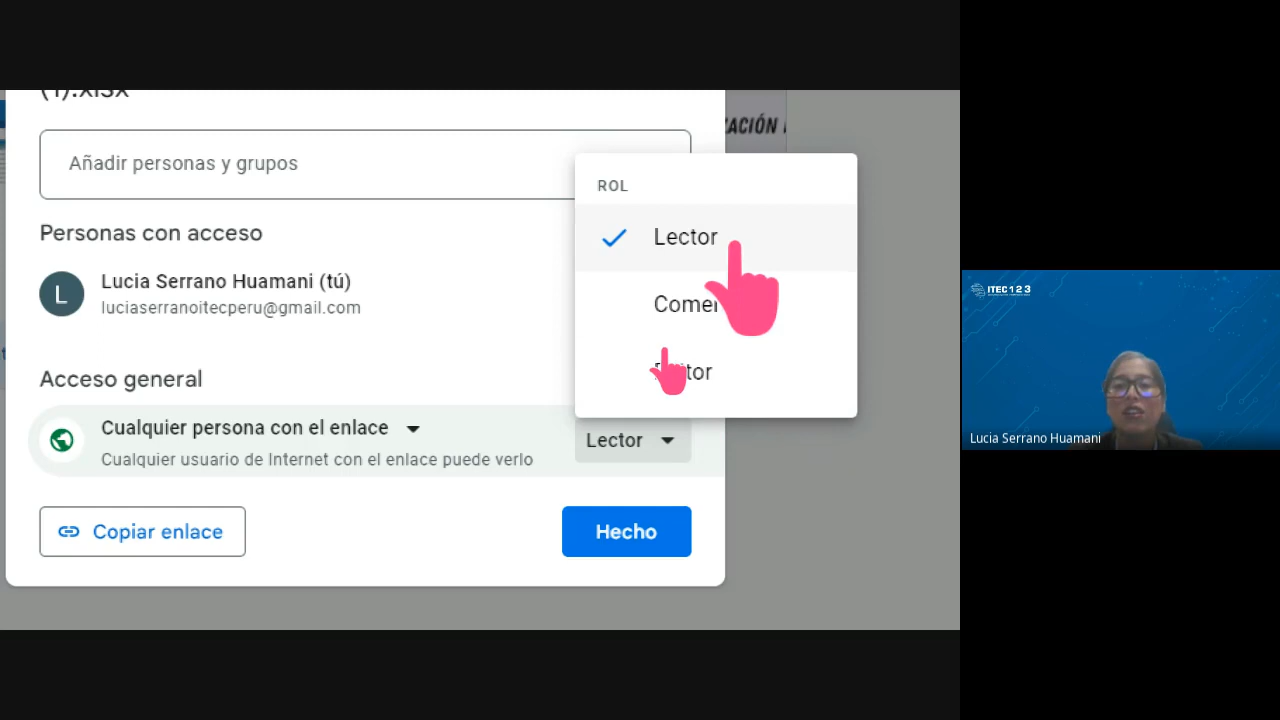 (1).xlsx
ZACIÓN
Añadir personas y grupos
ROL
Lector
Personas con acceso
L
Lucia Serrano Huamani (tú)
luciaserranoitecperu@gmail.com
Acceso general
Cualquier persona con el enlace
Lector
Cualquier usuario de Internet con el enlace puede verlo
Copiar enlace
Hecho
ITEC 1 2 3
Lucia Serrano Huamani